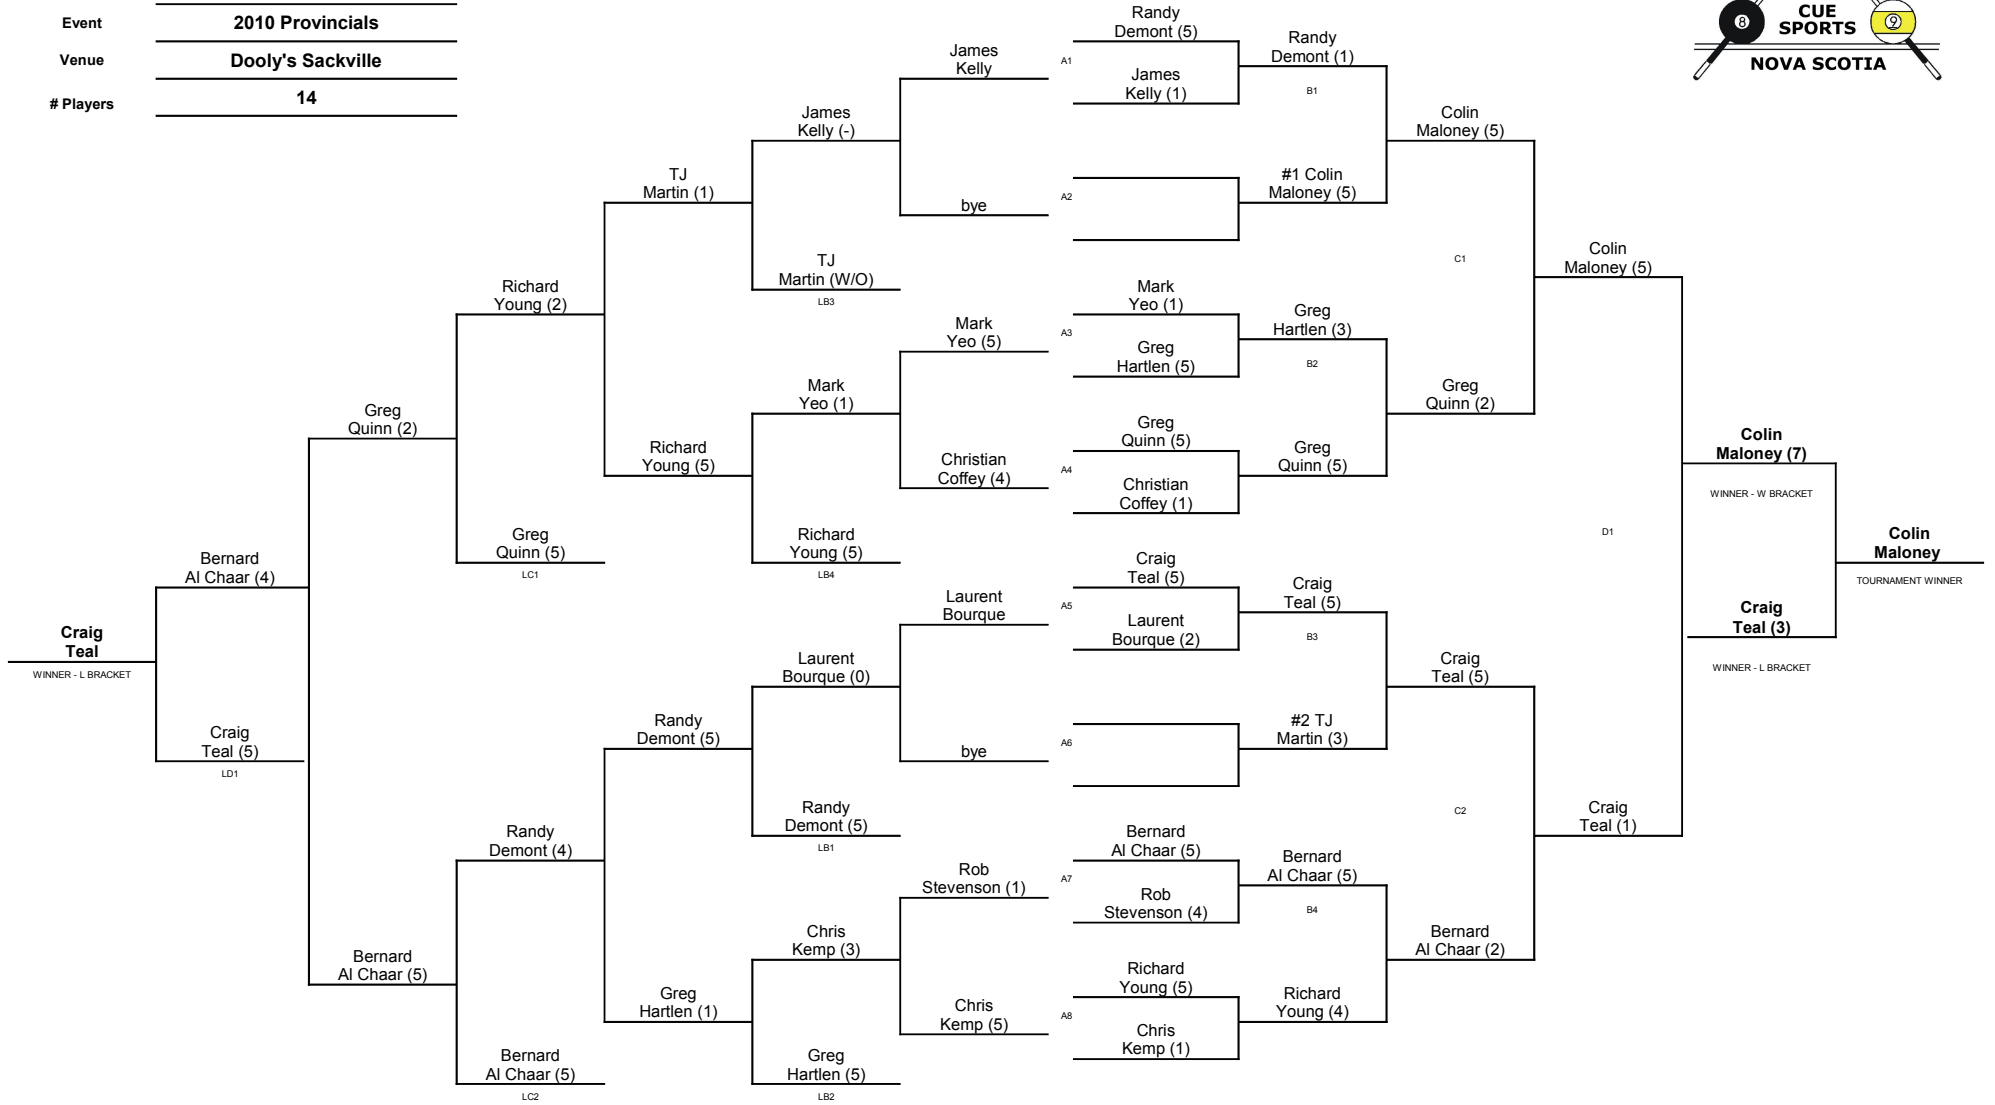 Event
2010 Provincials
Venue
Dooly's Sackville
# Players
14
8
CUE
SPORTS
9
NOVA SCOTIA
Craig
Teal
WINNER - L BRACKET
Bernard
Al Chaar (4)
Craig
Teal (5)
LD1
Greg
Quinn (2)
Bernard
Al Chaar (5)
Richard
Young (2)
Greg
Quinn (5)
LC1
Randy
Demont (4)
Bernard
Al Chaar (5)
LC2
TJ
Martin (1)
Richard
Young (5)
Randy
Demont (5)
Greg
Hartlen (1)
James
Kelly (-)
TJ
Martin (W/O)
LB3
Mark
Yeo (1)
Richard
Young (5)
LB4
Laurent
Bourque (0)
Randy
Demont (5)
LB1
Chris
Kemp (3)
Greg
Hartlen (5)
LB2
James
Kelly
bye
Mark
Yeo (5)
Christian
Coffey (4)
Laurent
Bourque
bye
Rob
Stevenson (1)
Chris
Kemp (5)
Randy
Demont (5)
A1
James
Kelly (1)
A2
Mark
Yeo (1)
A3
Greg
Hartlen (5)
Greg
Quinn (5)
A4
Christian
Coffey (1)
Craig
Teal (5)
A5
Laurent
Bourque (2)
A6
Bernard
Al Chaar (5)
A7
Rob
Stevenson (4)
Richard
Young (5)
A8
Chris
Kemp (1)
Randy
Demont (1)
B1
#1 Colin
Maloney (5)
Greg
Hartlen (3)
B2
Greg
Quinn (5)
Craig
Teal (5)
B3
#2 TJ
Martin (3)
Bernard
Al Chaar (5)
B4
Richard
Young (4)
Colin
Maloney (5)
C1
Greg
Quinn (2)
Craig
Teal (5)
C2
Bernard
Al Chaar (2)
Colin
Maloney (5)
D1
Craig
Teal (1)
Colin
Maloney (7)
WINNER - W BRACKET
Craig
Teal (3)
WINNER - L BRACKET
Colin
Maloney
TOURNAMENT WINNER